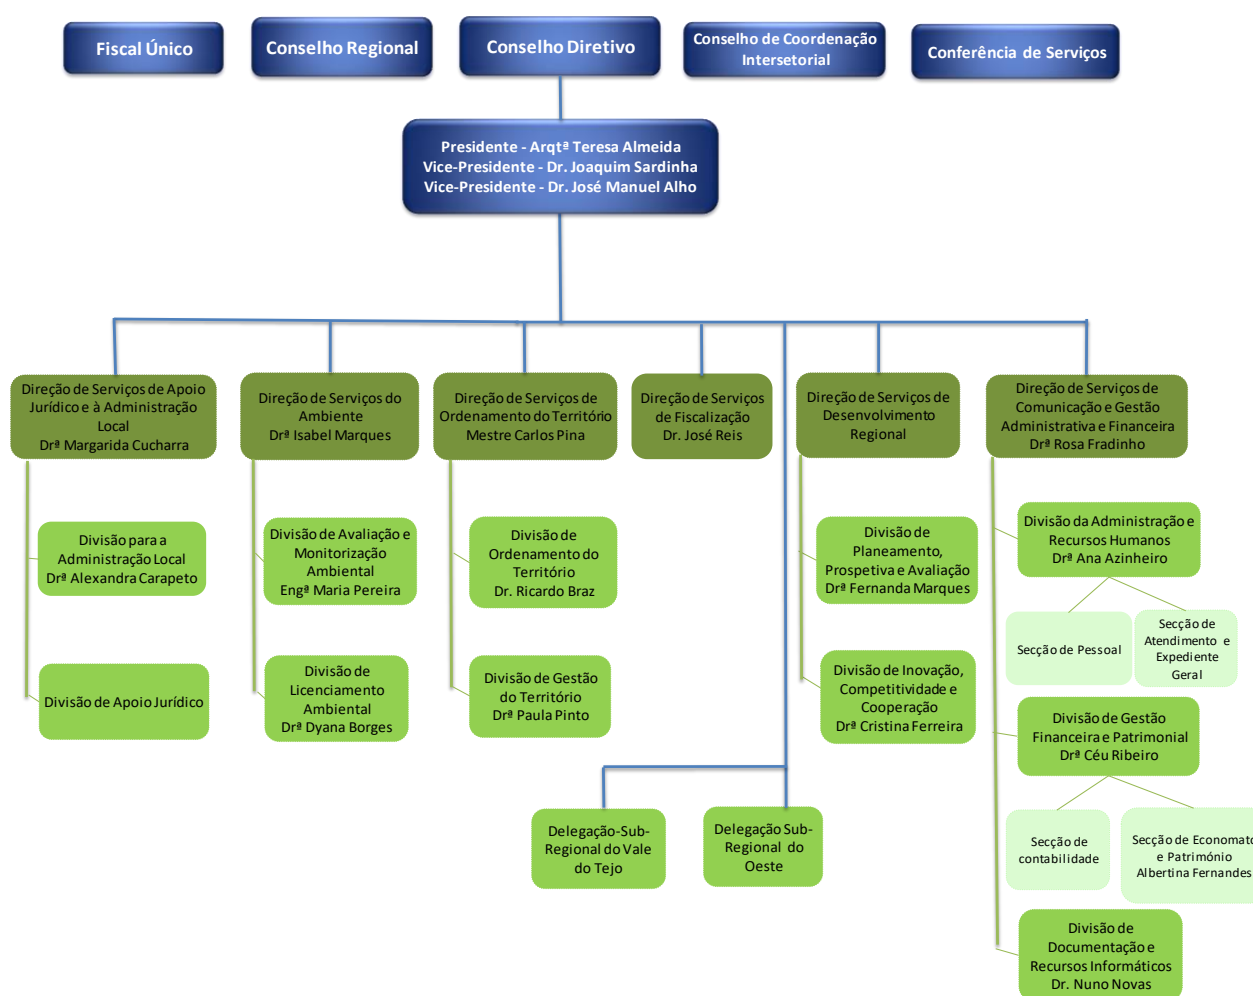 Fiscal Único
Conselho Regional
Conselho Diretivo
Conselho de Coordenação
Intersetorial
Conferência de Serviços
Presidente - Arqtª Teresa Almeida
Vice-Presidente - Dr. Joaquim Sardinha
Vice-Presidente - Dr. José Manuel Alho
Direção de Serviços de Apoio
Jurídico e à Administração
Local
Drª Margarida Cucharra
Direção de Serviços do
Ambiente
Drª Isabel Marques
Direção de Serviços de
Ordenamento do Território
Mestre Carlos Pina
Direção de Serviços
de Fiscalização
Dr. José Reis
Direção de Serviços de
Desenvolvimento
Regional
Direção de Serviços de
Comunicação e Gestão
Administrativa e Financeira
Drª Rosa Fradinho
Divisão para a
Administração Local
Drª Alexandra Carapeto
Divisão de Avaliação e
Monitorização
Ambiental
Engª Maria Pereira
Divisão de
Ordenamento do
Território
Dr. Ricardo Braz
Divisão de
Planeamento,
Prospetiva e Avaliação
Drª Fernanda Marques
Divisão da Administração e
Recursos Humanos
Drª Ana Azinheiro
Secção de Pessoal
Secção de
Atendimento e
Expediente
Geral
Divisão de Apoio Jurídico
Divisão de
Licenciamento
Ambiental
Drª Dyana Borges
Divisão de Gestão
do Território
Drª Paula Pinto
Divisão de Inovação,
Competitividade e
Cooperação
Drª Cristina Ferreira
Divisão de Gestão
Financeira e Patrimonial
Drª Céu Ribeiro
Delegação-Sub-
Regional do Vale
do Tejo
Delegação Sub-
Regional do
Oeste
Secção de
contabilidade
Secção de Economato
e Património
Albertina Fernandes
Divisão de
Documentação e
Recursos Informáticos
Dr. Nuno Novas